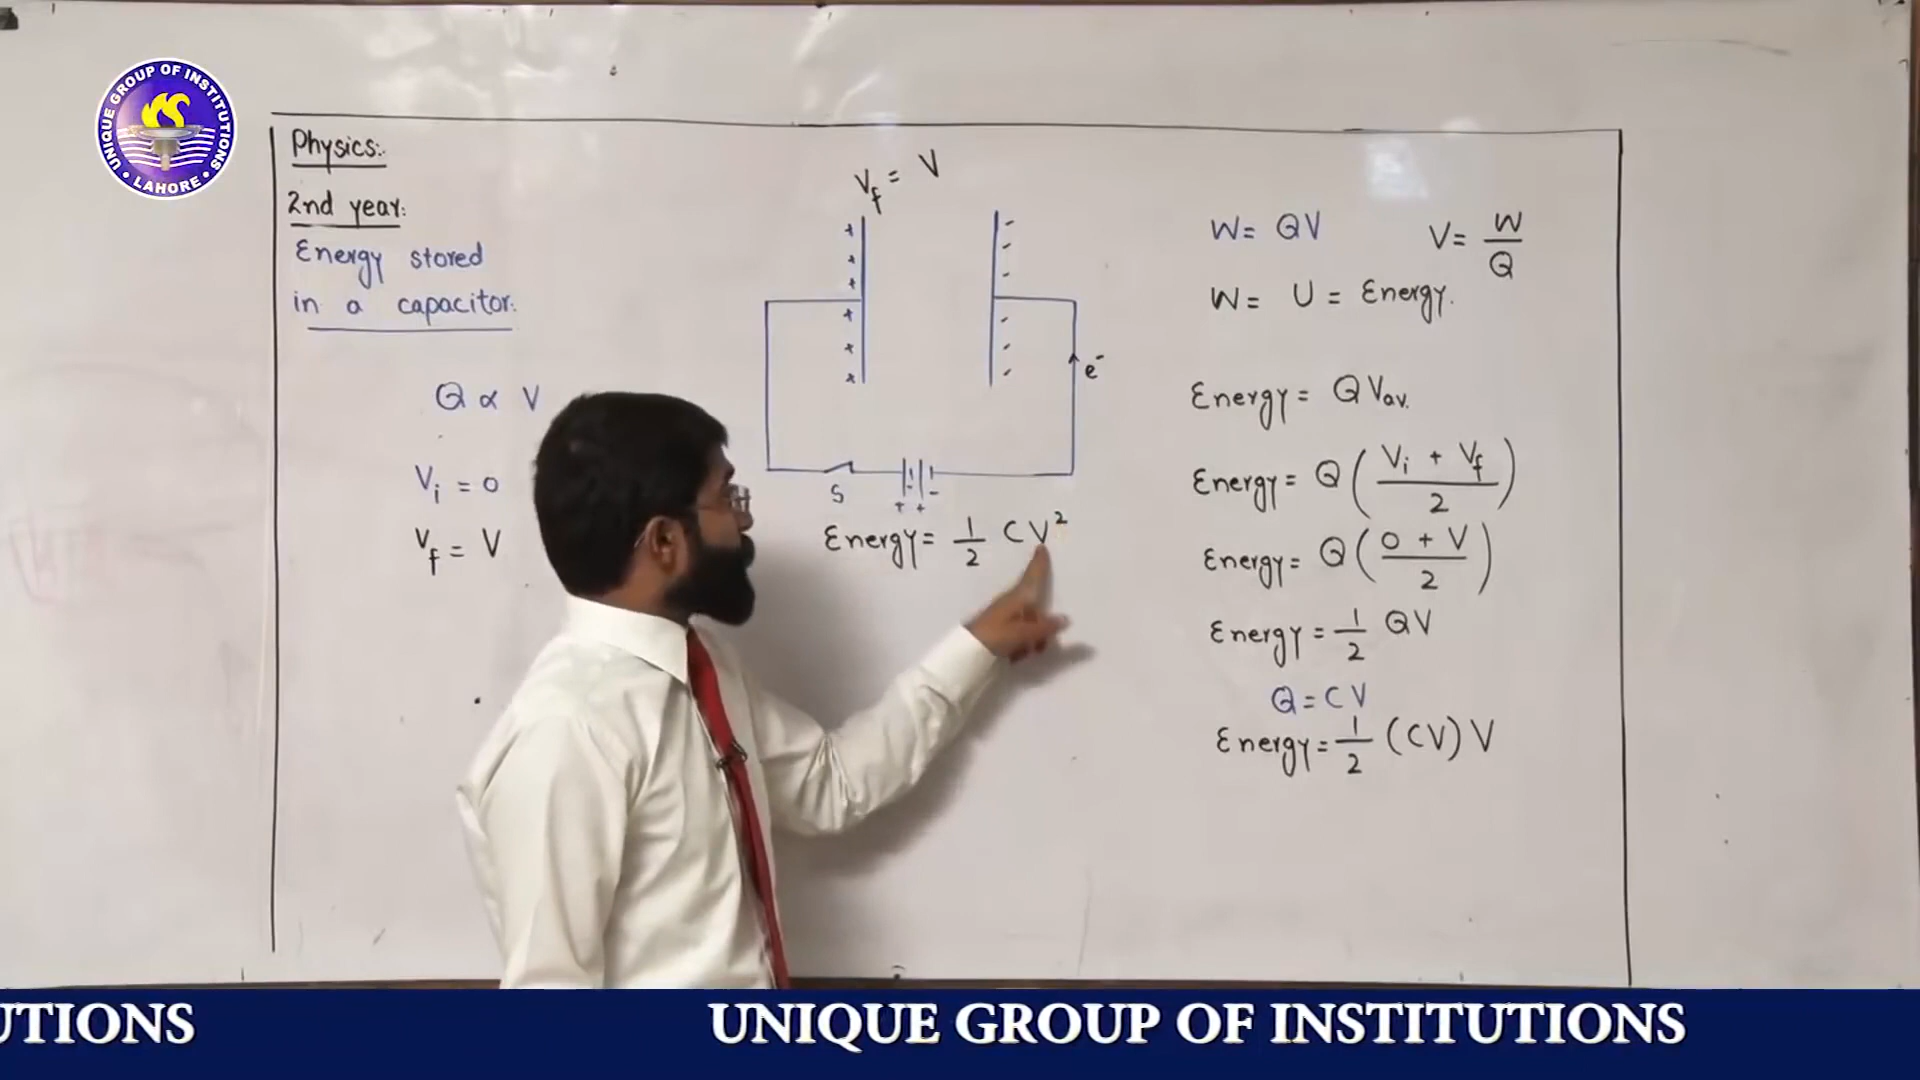 UNIQUE GROUP OF INSTITUTIONS
• LAHORE •
Physics:.
2nd year:
Energy stored
in a capacitor:
Q ∝ V
Vi = 0
Vf = V
Vf = V
+ + + + + +
- - - - - -
e⁻
S
+ + -
Energy = 1/2 CV²
W = QV
V = W/Q
W = U = Energy.
Energy = Q Vav.
Energy = Q ( (Vi + Vf)/2 )
Energy = Q ( (0 + V)/2 )
Energy = 1/2 QV
Q = CV
Energy = 1/2 (CV) V
UTIONS
UNIQUE GROUP OF INSTITUTIONS